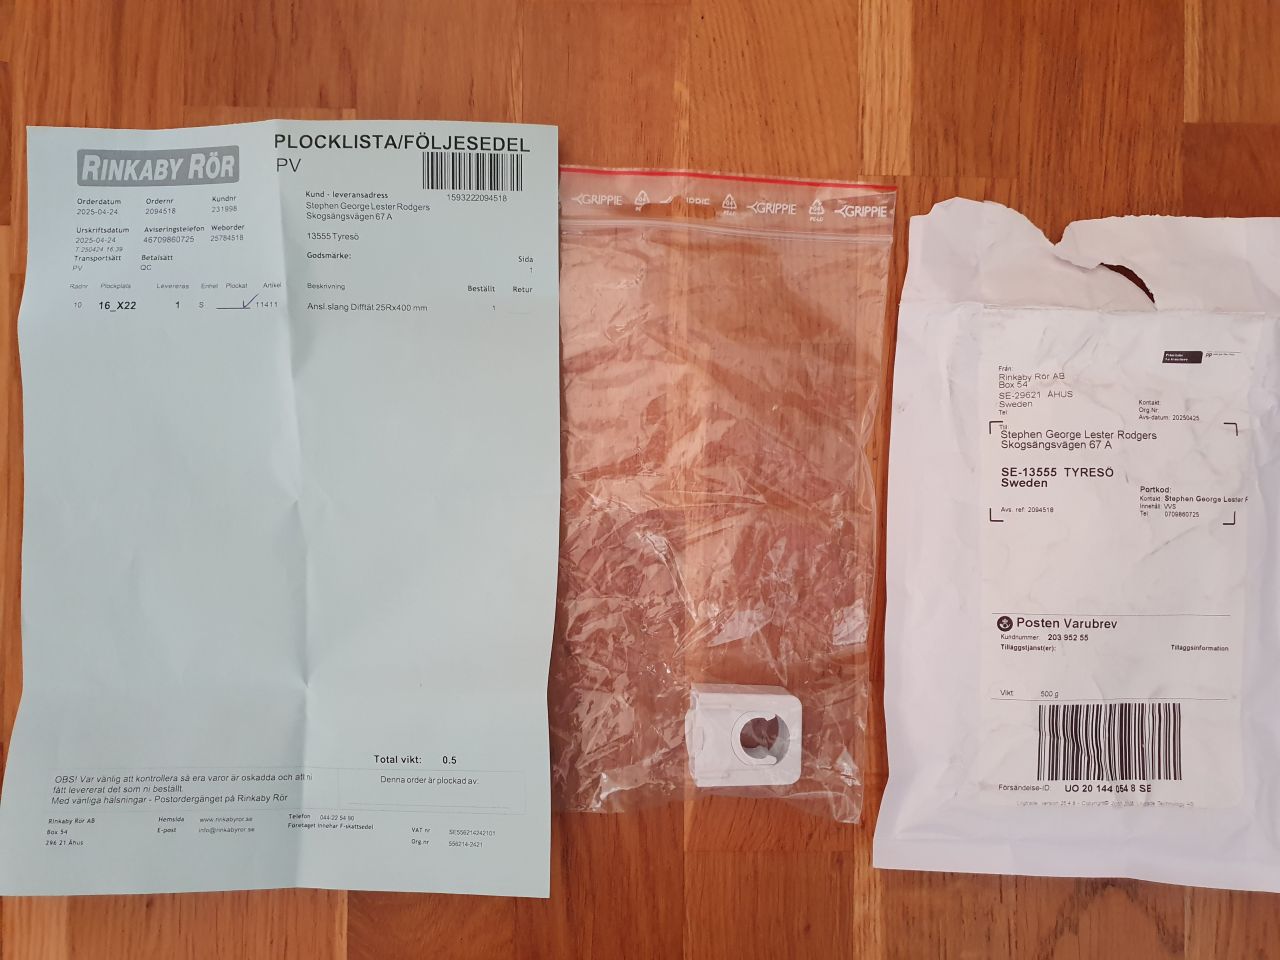 RINKABY RÖR
PLOCKLISTA/FÖLJESEDEL
PV
1593222094518
Orderdatum Ordernr Kundnr
2025-04-24 2094518 231998
Urskriftsdatum Aviseringstelefon Weborder
2025-04-24 46709860725 25784518
T 250424 16:39
Transportsätt Betalsätt
PV QC
Kund - leveransadress
Stephen George Lester Rodgers
Skogsängsvägen 67 A
13555 Tyresö
Godsmärke:
Sida
1
Radnr Plockplats Levereras Enhet Plockat Artikel Beskrivning Beställt Retur
10 16_X22 1 S 11411 Ansl.slang Difftät 25Rx400 mm 1
Total vikt: 0.5
OBS! Var vänlig att kontrollera så era varor är oskadda och att ni
fått levererat det som ni beställt.
Med vänliga hälsningar - Postordergänget på Rinkaby Rör
Denna order är plockad av:
Rinkaby Rör AB
Box 54
296 21 Åhus
Hemsida www.rinkabyror.se
E-post info@rinkabyror.se
Telefon 044-22 54 90
Företaget innehar F-skattsedel
VAT nr SE556214242101
Org.nr 556214-2421
GRIPPIE
GRIPPIE
GRIPPIE
GRIPPIE
Från:
Rinkaby Rör AB
Box 54
SE-29621 ÅHUS
Sweden
Tel
Kontakt:
Org.Nr:
Avs-datum: 20250425
Till:
Stephen George Lester Rodgers
Skogsängsvägen 67 A
SE-13555 TYRESÖ
Sweden
Portkod:
Kontakt: Stephen George Lester R
Innehåll: VVS
Tel 0709860725
Avs. ref: 2094518
Posten Varubrev
Kundnummer: 203 952 55
Tilläggstjänst(er): Tilläggsinformation
Vikt: 500 g
Försändelse-ID: UO 20 144 054 8 SE